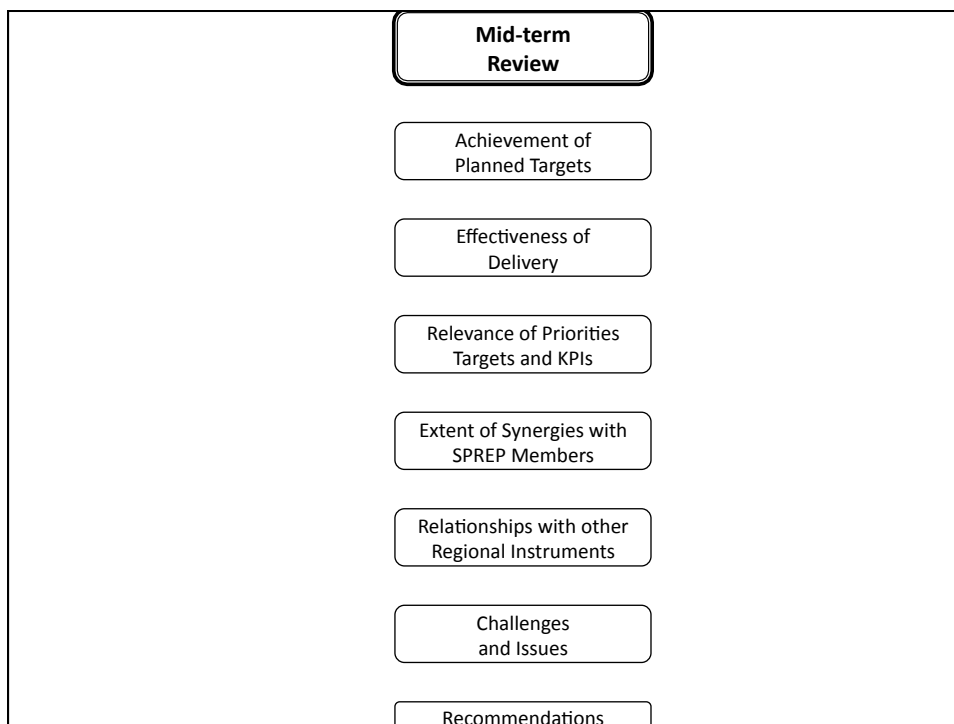 Mid-term
Review
Achievement of
Planned Targets
Effectiveness of
Delivery
Relevance of Priorities
Targets and KPIs
Extent of Synergies with
SPREP Members
Relationships with other
Regional Instruments
Challenges
and Issues
Recommendations